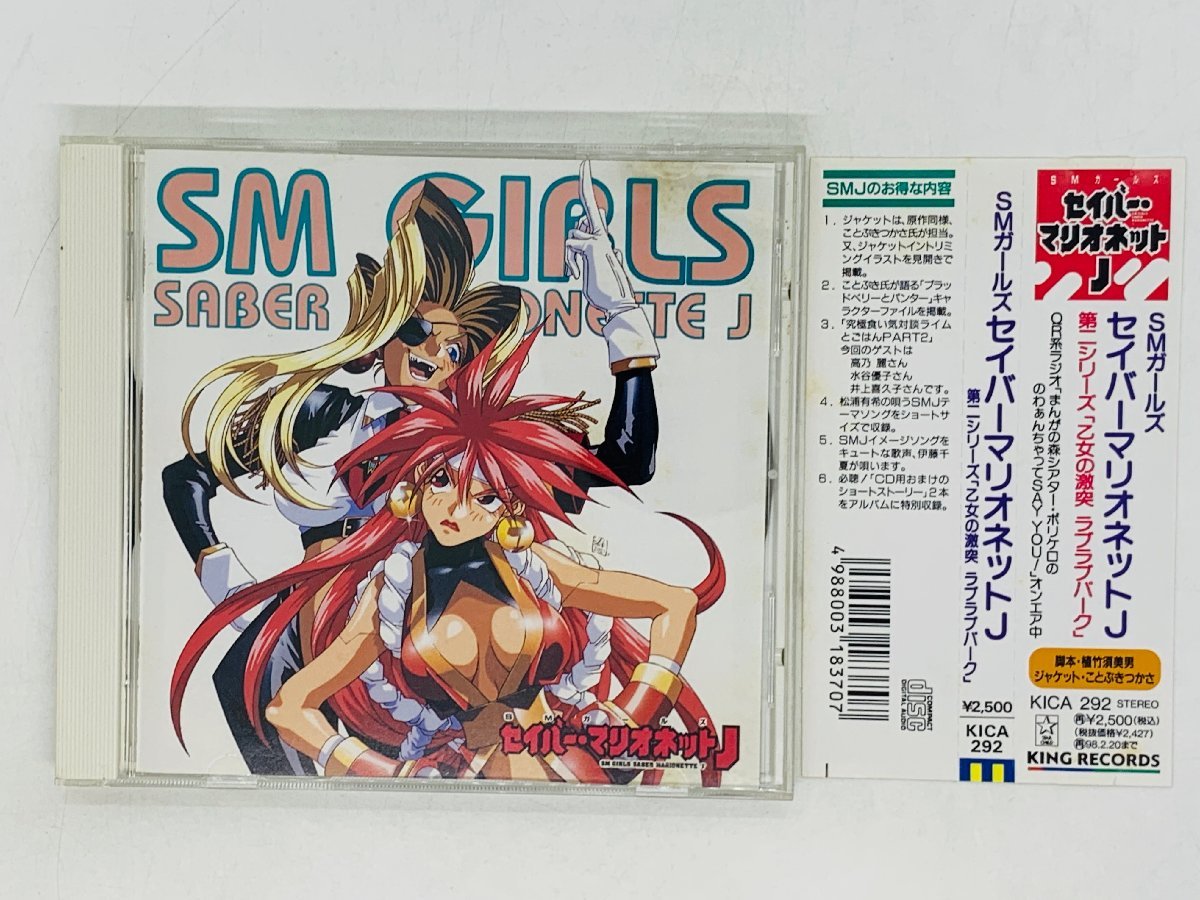 SM GIRLS
SABER MARIONETTE J
SMガールズ
セイバー・マリオネットJ
SM GIRLS SABER MARIONETTE J
SMJのお得な内容
1. ジャケットは、原作同様、
ことぶきつかさ氏が担当。
又、ジャケットイントリミ
ングイラストを見開きで
掲載。
2. ことぶき氏が語る「ブラッ
ドベリーとパンター」キャ
ラクターファイルを掲載。
3. 「究極食い気対談ライム
とごはんPART2」
今回のゲストは
高乃 麗さん
水谷優子さん
井上喜久子さんです。
4. 松浦有希の唄うSMJテ
ーマソングをショートサ
イズで収録。
5. SMJイメージソングを
キュートな歌声、伊藤千
夏が唄います。
6. 必聴!「CD用おまけの
ショートストーリー」2本
をアルバムに特別収録。
4988003183707
COMPACT
disc
DIGITAL AUDIO
SMガールズ セイバーマリオネットJ
第二シリーズ「乙女の激突 ラブラブバーク」
¥2,500
KICA
292
SMガールズ
セイバー・
マリオネット
J
SMガールズ
セイバーマリオネットJ
第二シリーズ「乙女の激突 ラブラブバーク」
QR系ラジオ「まんがの森シアター・ポリケロの
のわぁんちゃってSAY YOU!」オンエア中
脚本・植竹須美男
ジャケット・ことぶきつかさ
KICA 292 STEREO
(再)¥2,500(税込)
(税抜価格¥2,427)
(再)98.2.20まで
KING RECORDS